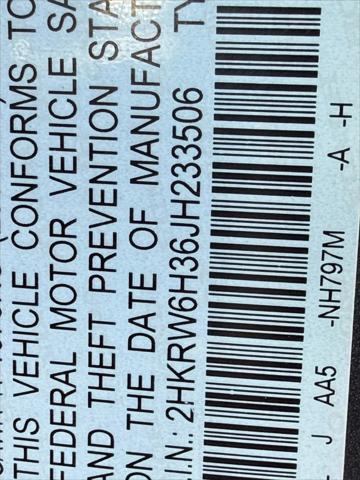 THIS VEHICLE CONFORMS TO
FEDERAL MOTOR VEHICLE SA
AND THEFT PREVENTION STA
ON THE DATE OF MANUFACT
.I.N.: 2HKRW6H36JH233506 TY
J AA5 -NH797M -A -H